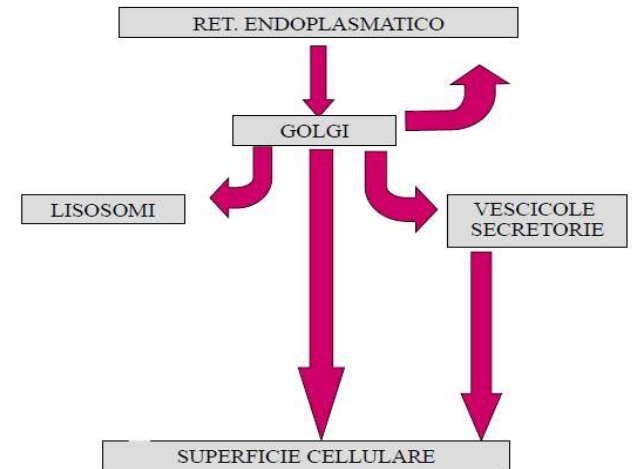 RET. ENDOPLASMATICO
GOLGI
LISOSOMI
VESCICOLE
SECRETORIE
SUPERFICIE CELLULARE